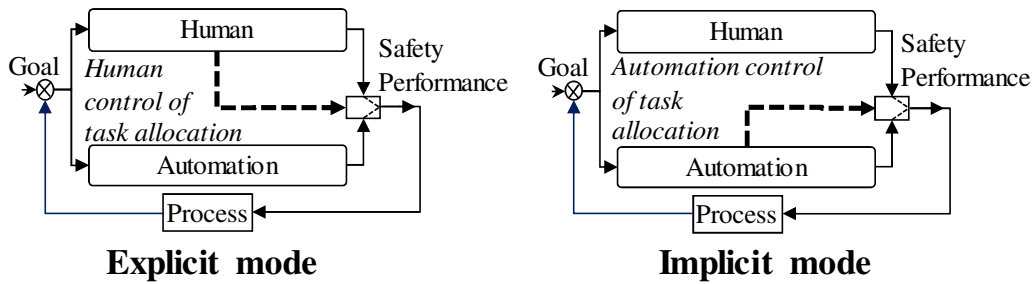 Human
Goal
Human
control of
task allocation
Safety
Performance
Automation
Process
Explicit mode
Human
Goal
Automation control
of task
allocation
Safety
Performance
Automation
Process
Implicit mode